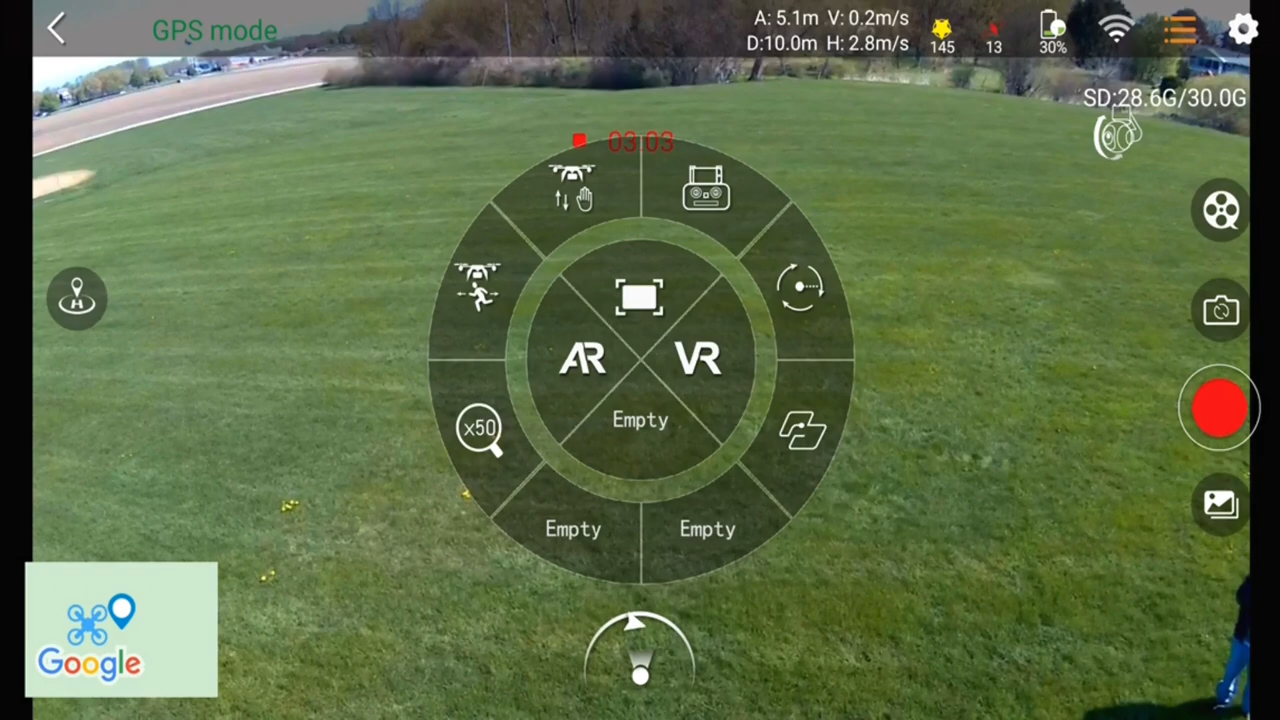 GPS mode
A: 5.1m V: 0.2m/s
D:10.0m H: 2.8m/s
145
13
30%
SD:28.6G/30.0G
03:03
AR
VR
x50
Empty
Empty
Empty
H
Google